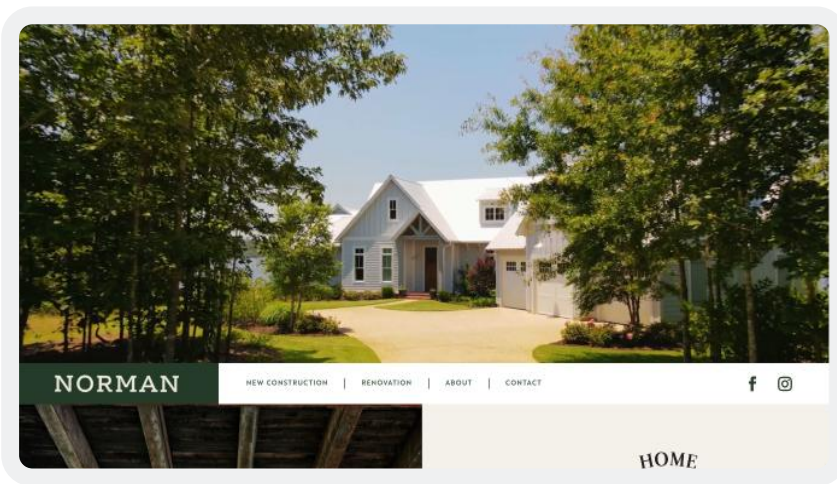 NORMAN
NEW CONSTRUCTION | RENOVATION | ABOUT | CONTACT
HOME